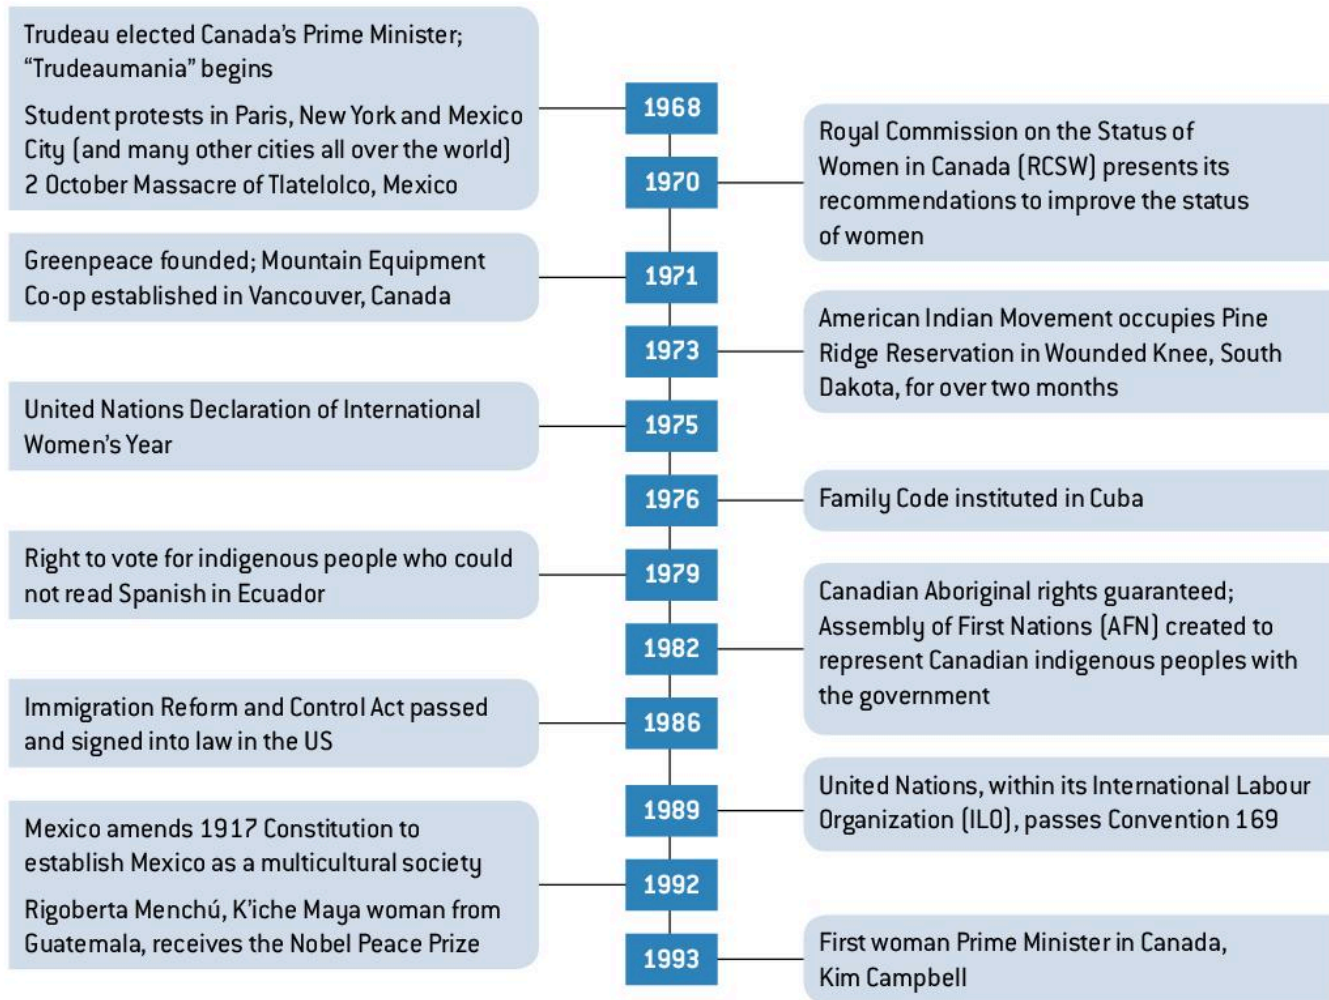 Trudeau elected Canada’s Prime Minister;
“Trudeaumania” begins
Student protests in Paris, New York and Mexico
City (and many other cities all over the world)
2 October Massacre of Tlatelolco, Mexico
1968
1970
Royal Commission on the Status of
Women in Canada (RCSW) presents its
recommendations to improve the status
of women
Greenpeace founded; Mountain Equipment
Co-op established in Vancouver, Canada
1971
1973
American Indian Movement occupies Pine
Ridge Reservation in Wounded Knee, South
Dakota, for over two months
United Nations Declaration of International
Women’s Year
1975
1976
Family Code instituted in Cuba
Right to vote for indigenous people who could
not read Spanish in Ecuador
1979
1982
Canadian Aboriginal rights guaranteed;
Assembly of First Nations (AFN) created to
represent Canadian indigenous peoples with
the government
Immigration Reform and Control Act passed
and signed into law in the US
1986
1989
United Nations, within its International Labour
Organization (ILO), passes Convention 169
Mexico amends 1917 Constitution to
establish Mexico as a multicultural society
Rigoberta Menchú, K’iche Maya woman from
Guatemala, receives the Nobel Peace Prize
1992
1993
First woman Prime Minister in Canada,
Kim Campbell